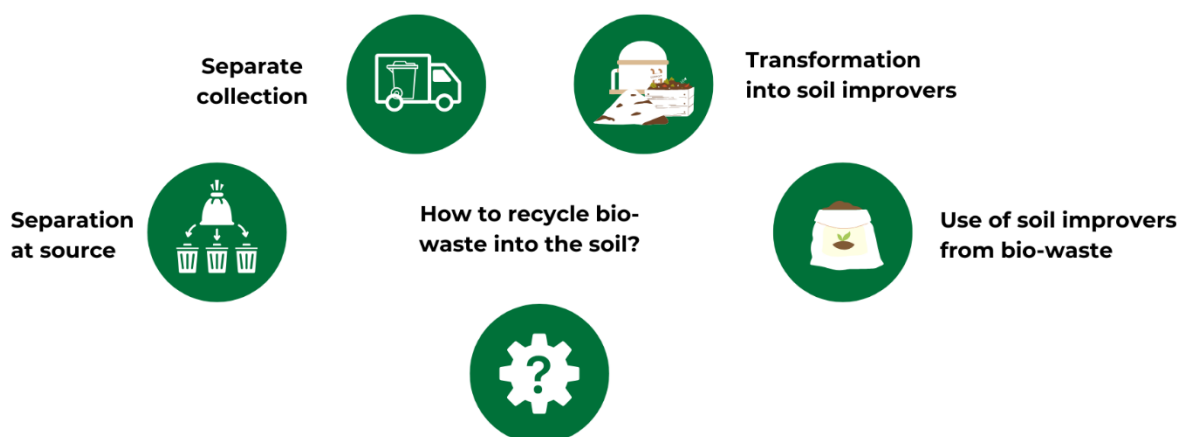 Separate
collection
Transformation
into soil improvers
Separation
at source
How to recycle bio-
waste into the soil?
Use of soil improvers
from bio-waste
?